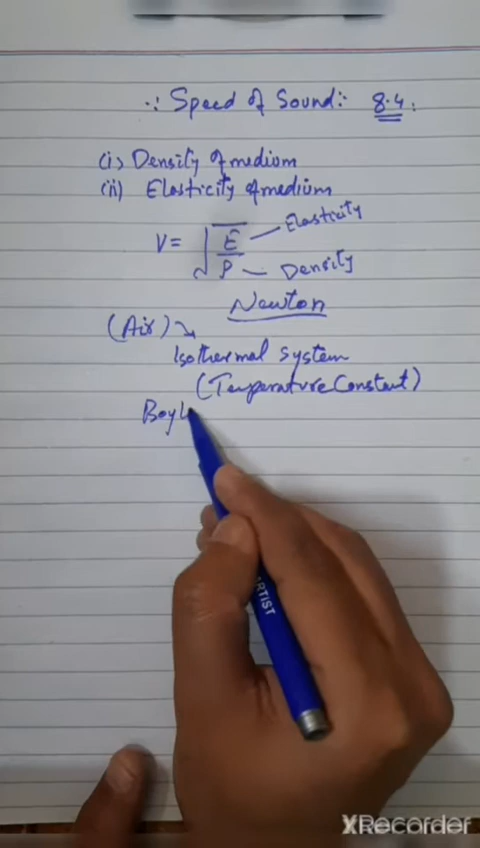 ∴ Speed of Sound:- 8.4.
(i) Density of medium
(ii) Elasticity of medium
V = √E/ρ — Elasticity
— Density
Newton
(Air) → Isothermal system
(Temperature Constant)
Boyl
ARTIST
XRecorder